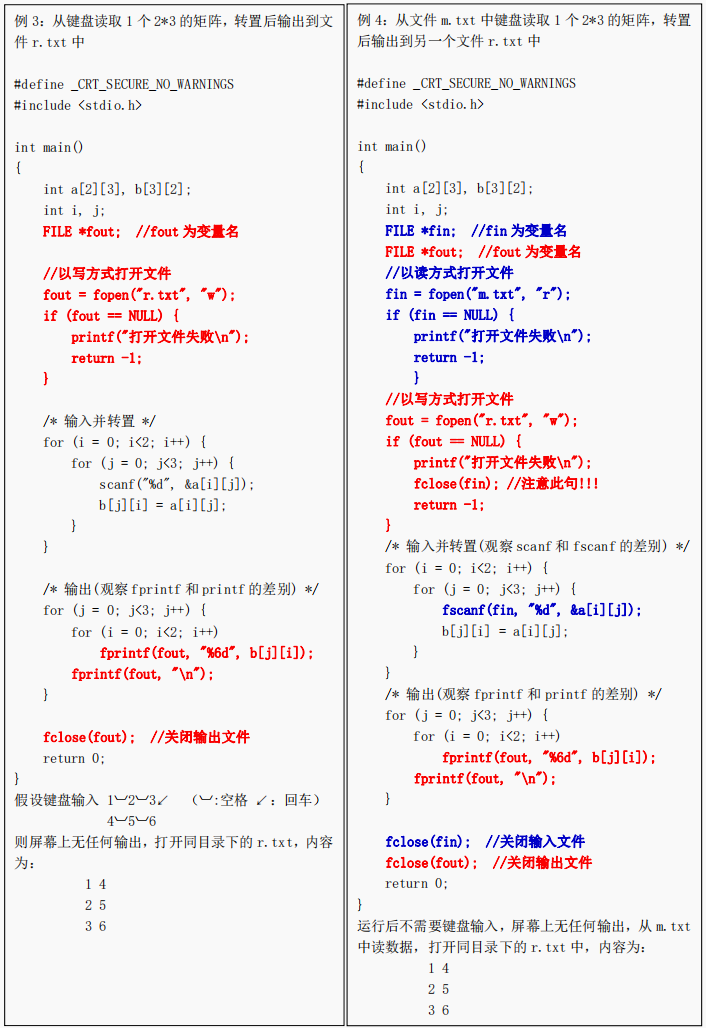 例 3：从键盘读取 1 个 2*3 的矩阵，转置后输出到文
件 r.txt 中
#define _CRT_SECURE_NO_WARNINGS
#include <stdio.h>
int main()
{
    int a[2][3], b[3][2];
    int i, j;
    FILE *fout;  //fout 为变量名
    //以写方式打开文件
    fout = fopen("r.txt", "w");
    if (fout == NULL) {
        printf("打开文件失败\n");
        return -1;
    }
    /* 输入并转置 */
    for (i = 0; i<2; i++) {
        for (j = 0; j<3; j++) {
            scanf("%d", &a[i][j]);
            b[j][i] = a[i][j];
        }
    }
    /* 输出(观察 fprintf 和 printf 的差别) */
    for (j = 0; j<3; j++) {
        for (i = 0; i<2; i++)
            fprintf(fout, "%6d", b[j][i]);
        fprintf(fout, "\n");
    }
    fclose(fout);  //关闭输出文件
    return 0;
}
假设键盘输入 1︺2︺3↙  （︺:空格 ↙：回车）
4︺5︺6
则屏幕上无任何输出，打开同目录下的 r.txt，内容
为：
1 4
2 5
3 6
例 4：从文件 m.txt 中键盘读取 1 个 2*3 的矩阵，转置
后输出到另一个文件 r.txt 中
#define _CRT_SECURE_NO_WARNINGS
#include <stdio.h>
int main()
{
    int a[2][3], b[3][2];
    int i, j;
    FILE *fin;  //fin 为变量名
    FILE *fout;  //fout 为变量名
    //以读方式打开文件
    fin = fopen("m.txt", "r");
    if (fin == NULL) {
        printf("打开文件失败\n");
        return -1;
        }
    //以写方式打开文件
    fout = fopen("r.txt", "w");
    if (fout == NULL) {
        printf("打开文件失败\n");
        fclose(fin); //注意此句!!!
        return -1;
    }
    /* 输入并转置(观察 scanf 和 fscanf 的差别) */
    for (i = 0; i<2; i++) {
        for (j = 0; j<3; j++) {
            fscanf(fin, "%d", &a[i][j]);
            b[j][i] = a[i][j];
        }
    }
    /* 输出(观察 fprintf 和 printf 的差别) */
    for (j = 0; j<3; j++) {
        for (i = 0; i<2; i++)
            fprintf(fout, "%6d", b[j][i]);
        fprintf(fout, "\n");
    }
    fclose(fin);  //关闭输入文件
    fclose(fout);  //关闭输出文件
    return 0;
}
运行后不需要键盘输入，屏幕上无任何输出，从 m.txt
中读数据，打开同目录下的 r.txt 中，内容为：
1 4
2 5
3 6